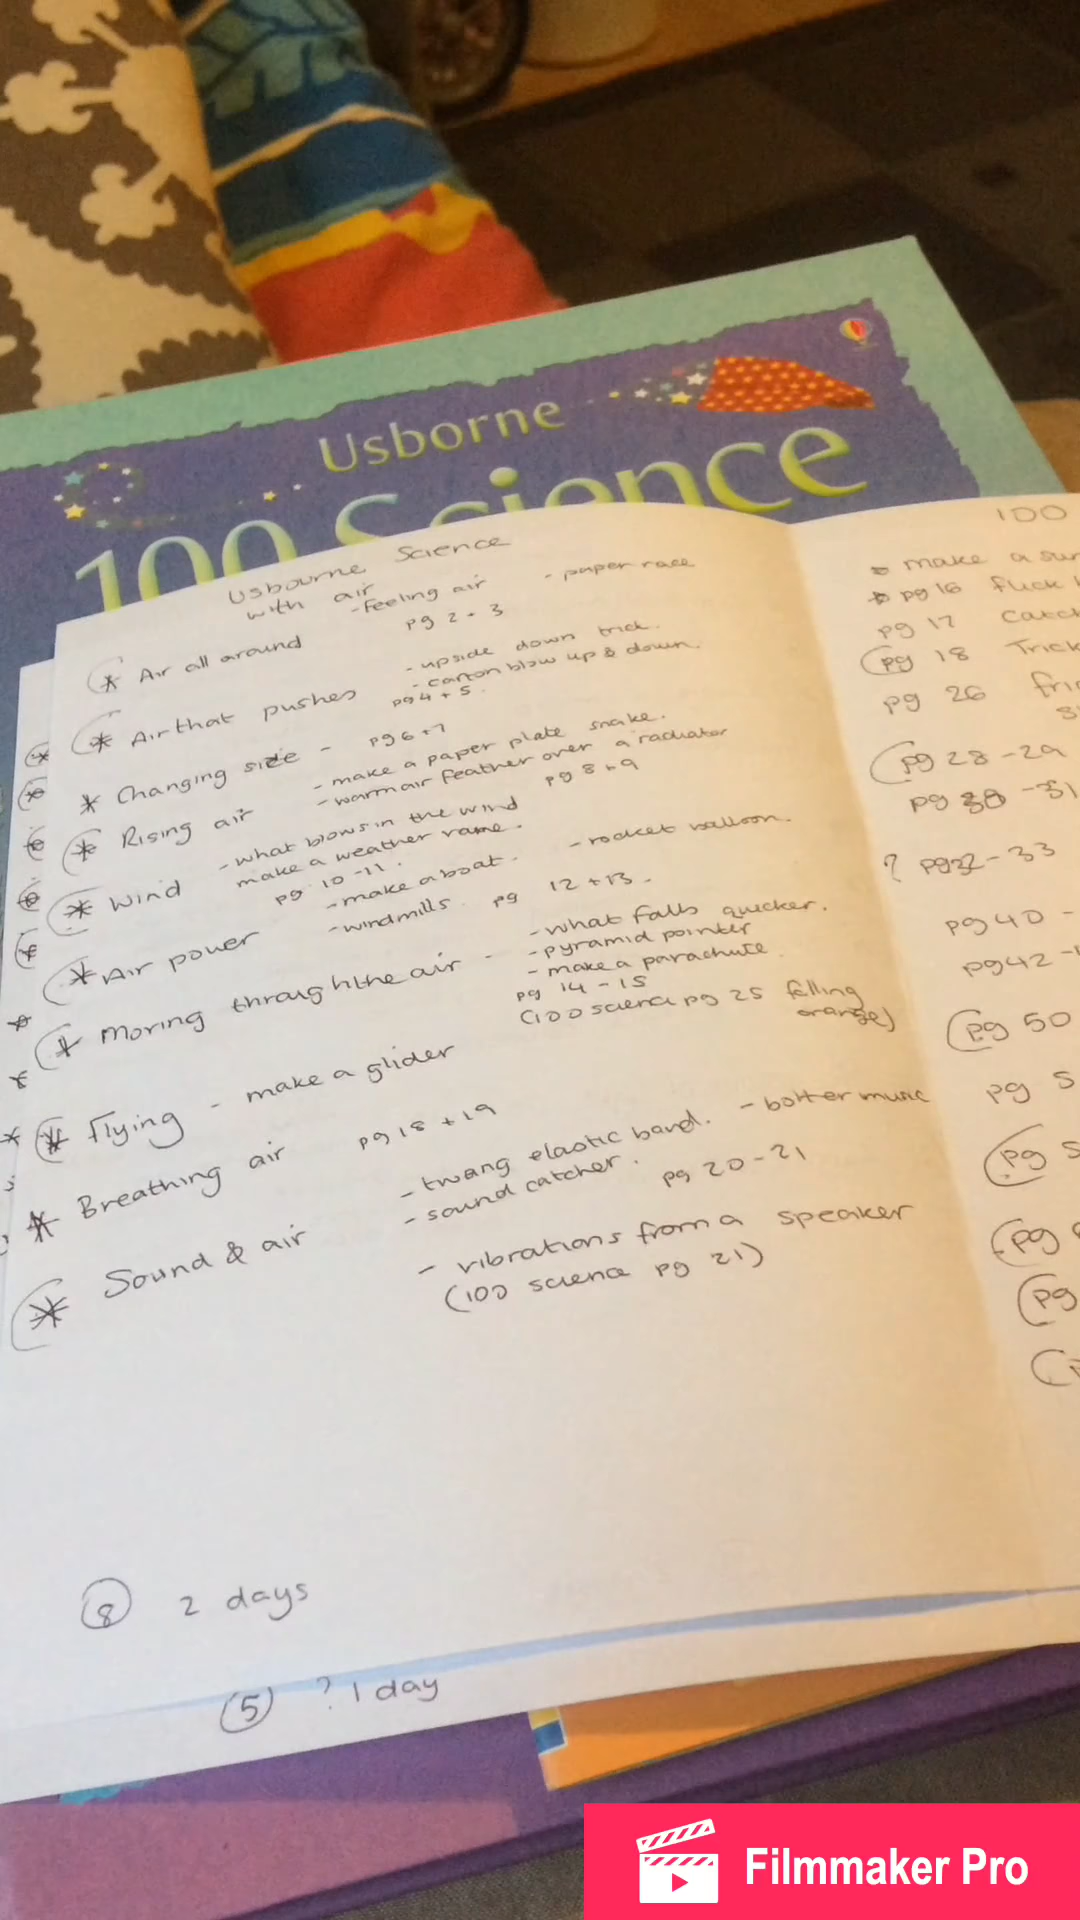 Usborne
100 Science
Usbourne Science
with air
* Air all around - feeling air - paper race
pg 2 + 3
* Air that pushes - upside down trick.
- carton blow up & down.
pg 4 + 5.
* Changing size - pg 6 + 7
* Rising air - make a paper plate snake.
- warm air feather over a radiator
pg 8 + 9
* Wind - what blows in the wind
make a weather vane.
pg 10 - 11.
* Air power - make a boat. - rocket balloon.
- windmills. pg 12 + 13.
* Moving through the air - - what falls quicker.
- pyramid pointer
- make a parachute.
pg 14 - 15
(100 science pg 25 falling
orange)
* Flying - make a glider
* Breathing air pg 18 + 19
* Sound & air - twang elastic band. - bottle music
- sound catcher. pg 20 - 21
- vibrations from a speaker
(100 science pg 21)
8 2 days
5 ? 1 day
100
make a
pg 16
pg 17
pg 18 Trick
pg 26
pg 28 - 29
pg 30 - 31
? pg 32 - 33
pg 40 -
pg 42 -
pg 50
pg 5
pg 5
pg
pg
Filmmaker Pro